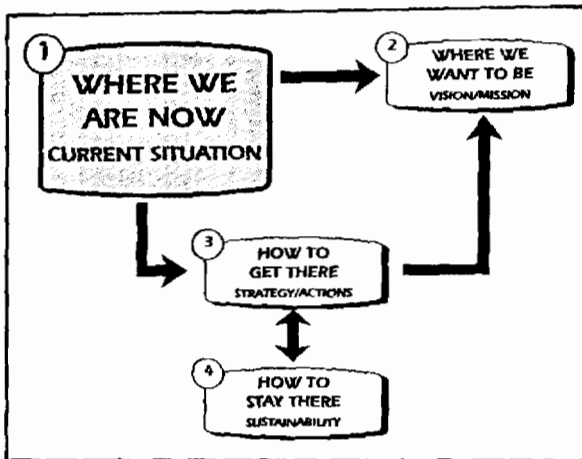 1
WHERE WE
ARE NOW
CURRENT SITUATION
2
WHERE WE
WANT TO BE
VISION/MISSION
3
HOW TO
GET THERE
STRATEGY/ACTIONS
4
HOW TO
STAY THERE
SUSTAINABILITY